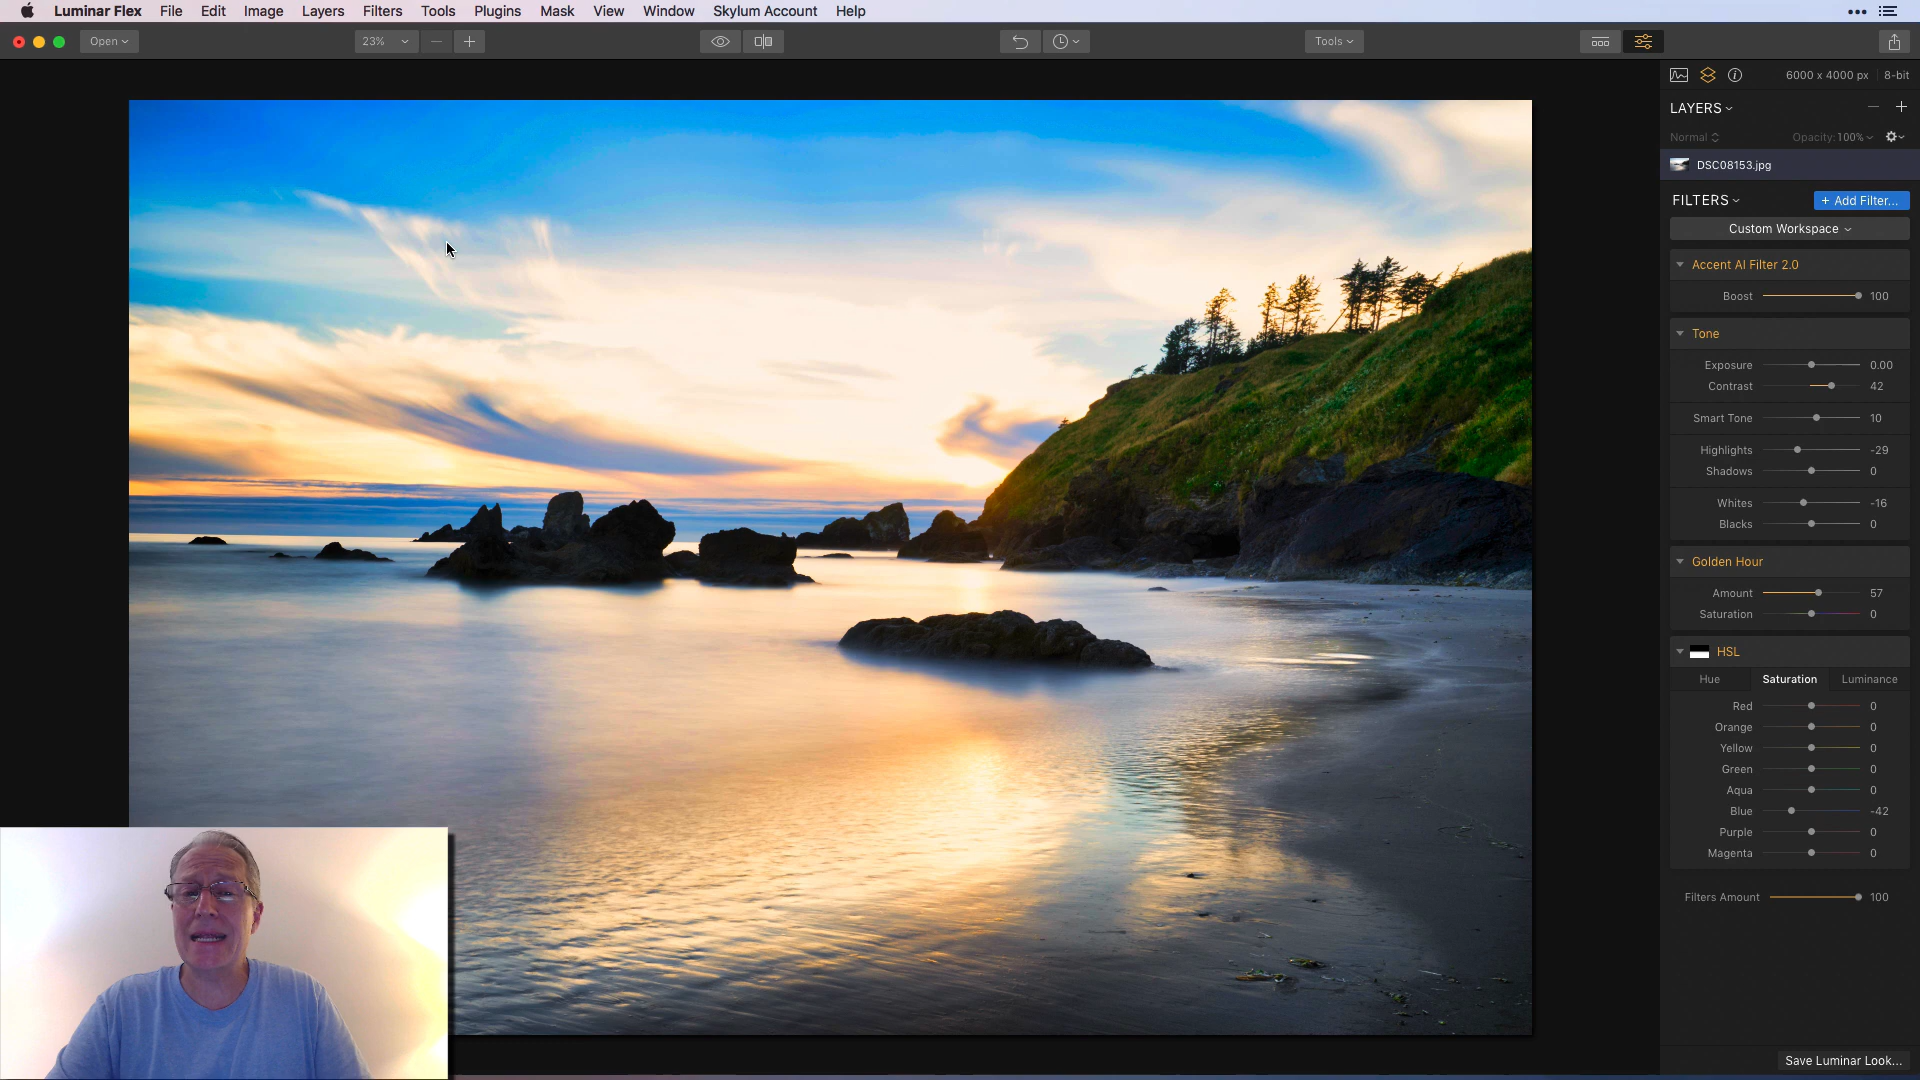 Luminar Flex File Edit Image Layers Filters Tools Plugins Mask View Window Skylum Account Help
Open 23% Tools
6000 x 4000 px 8-bit
LAYERS
Normal Opacity: 100%
DSC08153.jpg
FILTERS + Add Filter...
Custom Workspace
Accent AI Filter 2.0
Boost 100
Tone
Exposure 0.00
Contrast 42
Smart Tone 10
Highlights -29
Shadows 0
Whites -16
Blacks 0
Golden Hour
Amount 57
Saturation 0
HSL
Hue Saturation Luminance
Red 0
Orange 0
Yellow 0
Green 0
Aqua 0
Blue -42
Purple 0
Magenta 0
Filters Amount 100
Save Luminar Look...